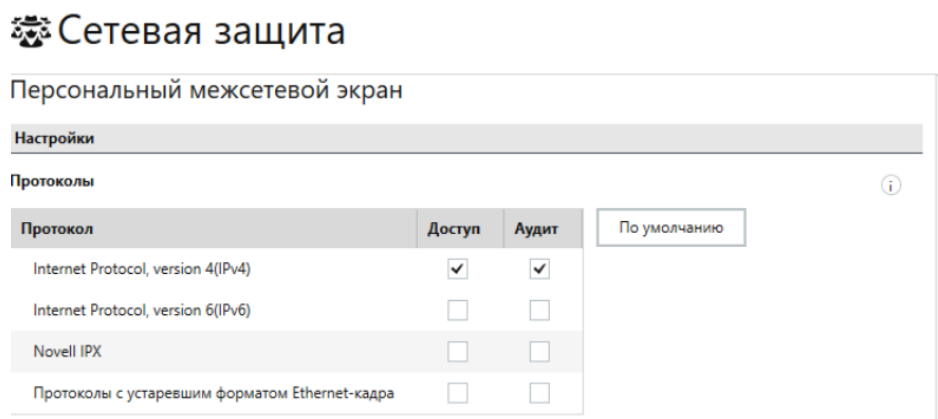 Сетевая защита
Персональный межсетевой экран
Настройки
Протоколы
Протокол Доступ Аудит По умолчанию
Internet Protocol, version 4(IPv4)
Internet Protocol, version 6(IPv6)
Novell IPX
Протоколы с устаревшим форматом Ethernet-кадра